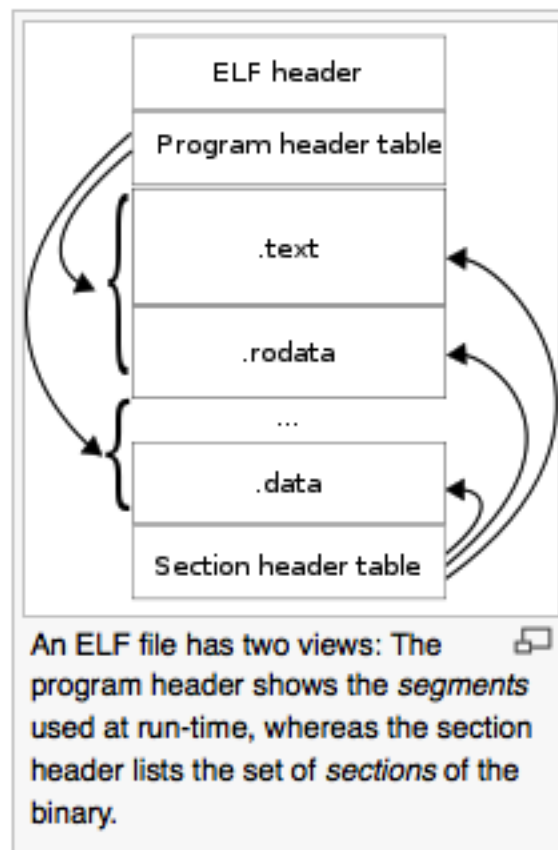 ELF header
Program header table
.text
.rodata
...
.data
Section header table
An ELF file has two views: The
program header shows the segments
used at run-time, whereas the section
header lists the set of sections of the
binary.